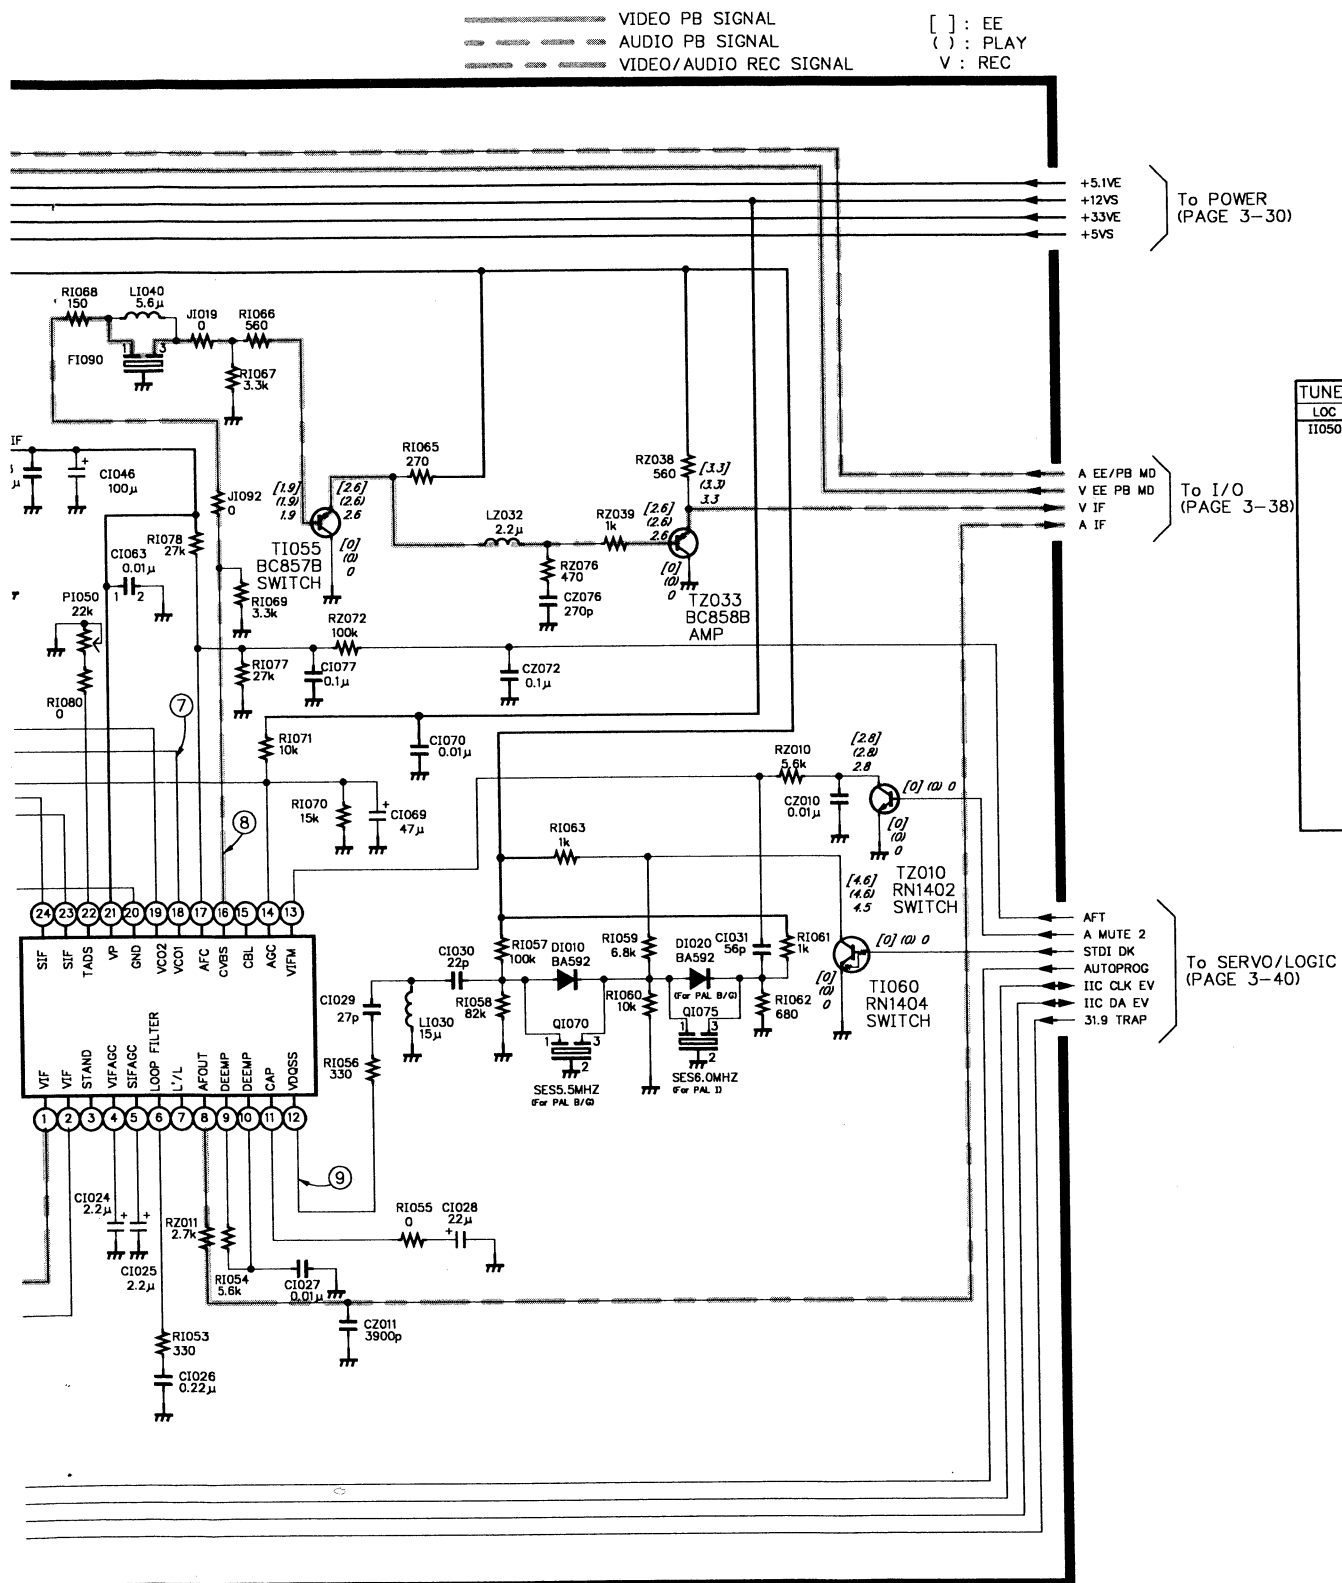 VIDEO PB SIGNAL
AUDIO PB SIGNAL
VIDEO/AUDIO REC SIGNAL
[ ] : EE
( ) : PLAY
V : REC
+5.1VE
+12VS
+33VE
+5VS
To POWER
(PAGE 3-30)
RI068
150
LI040
5.6μ
JI019
0
RI066
560
1
3
FI090
RI067
3.3k
TUNE
LOC
II050
IF
μ
CI046
100μ
JI092
0
RI065
270
RZ038
560
[3.3]
(3.3)
3.3
A EE/PB MD
V EE PB MD
V IF
A IF
To I/O
(PAGE 3-38)
[1.9]
(1.9)
1.9
[2.6]
(2.6)
2.6
[0]
(0)
0
TI055
BC857B
SWITCH
LZ032
2.2μ
RZ039
1k
[2.6]
(2.6)
2.6
[0]
(0)
0
TZ033
BC858B
AMP
RZ076
470
CZ076
270p
CI063
0.01μ
1
2
RI078
27k
PI050
22k
RI069
3.3k
RZ072
100k
RI077
27k
CI077
0.1μ
CZ072
0.1μ
RI080
0
7
RI071
10k
CI070
0.01μ
RZ010
5.6k
[2.8]
(2.8)
2.8
[0] (0) 0
CZ010
0.01μ
[0]
(0)
0
TZ010
RN1402
SWITCH
RI070
15k
CI069
47μ
8
RI063
1k
[4.6]
(4.6)
4.5
[0] (0) 0
[0]
(0)
0
TI060
RN1404
SWITCH
AFT
A MUTE 2
STDI DK
AUTOPROG
IIC CLK EV
IIC DA EV
31.9 TRAP
To SERVO/LOGIC
(PAGE 3-40)
24 23 22 21 20 19 18 17 16 15 14 13
SIF
SIF
TADS
VP
GND
VCO2
VCO1
AFC
CVBS
CBL
AGC
VIFM
VIF
VIF
STAND
VIFAGC
SIFAGC
LOOP FILTER
L'/L
AFOUT
DEEMP
DEEMP
CAP
VDQSS
1 2 3 4 5 6 7 8 9 10 11 12
CI030
22p
RI057
100k
DI010
BA592
RI059
6.8k
DI020
BA592
(For PAL B/G)
CI031
56p
RI061
1k
CI029
27p
LI030
15μ
RI058
82k
QI070
1
3
2
SES5.5MHZ
(For PAL B/G)
RI060
10k
QI075
1
3
2
SES6.0MHZ
(For PAL I)
RI062
680
RI056
330
9
CI024
2.2μ
CI025
2.2μ
RZ011
2.7k
RI054
5.6k
RI055
0
CI028
22μ
CI027
0.01μ
CZ011
3900p
RI053
330
CI026
0.22μ